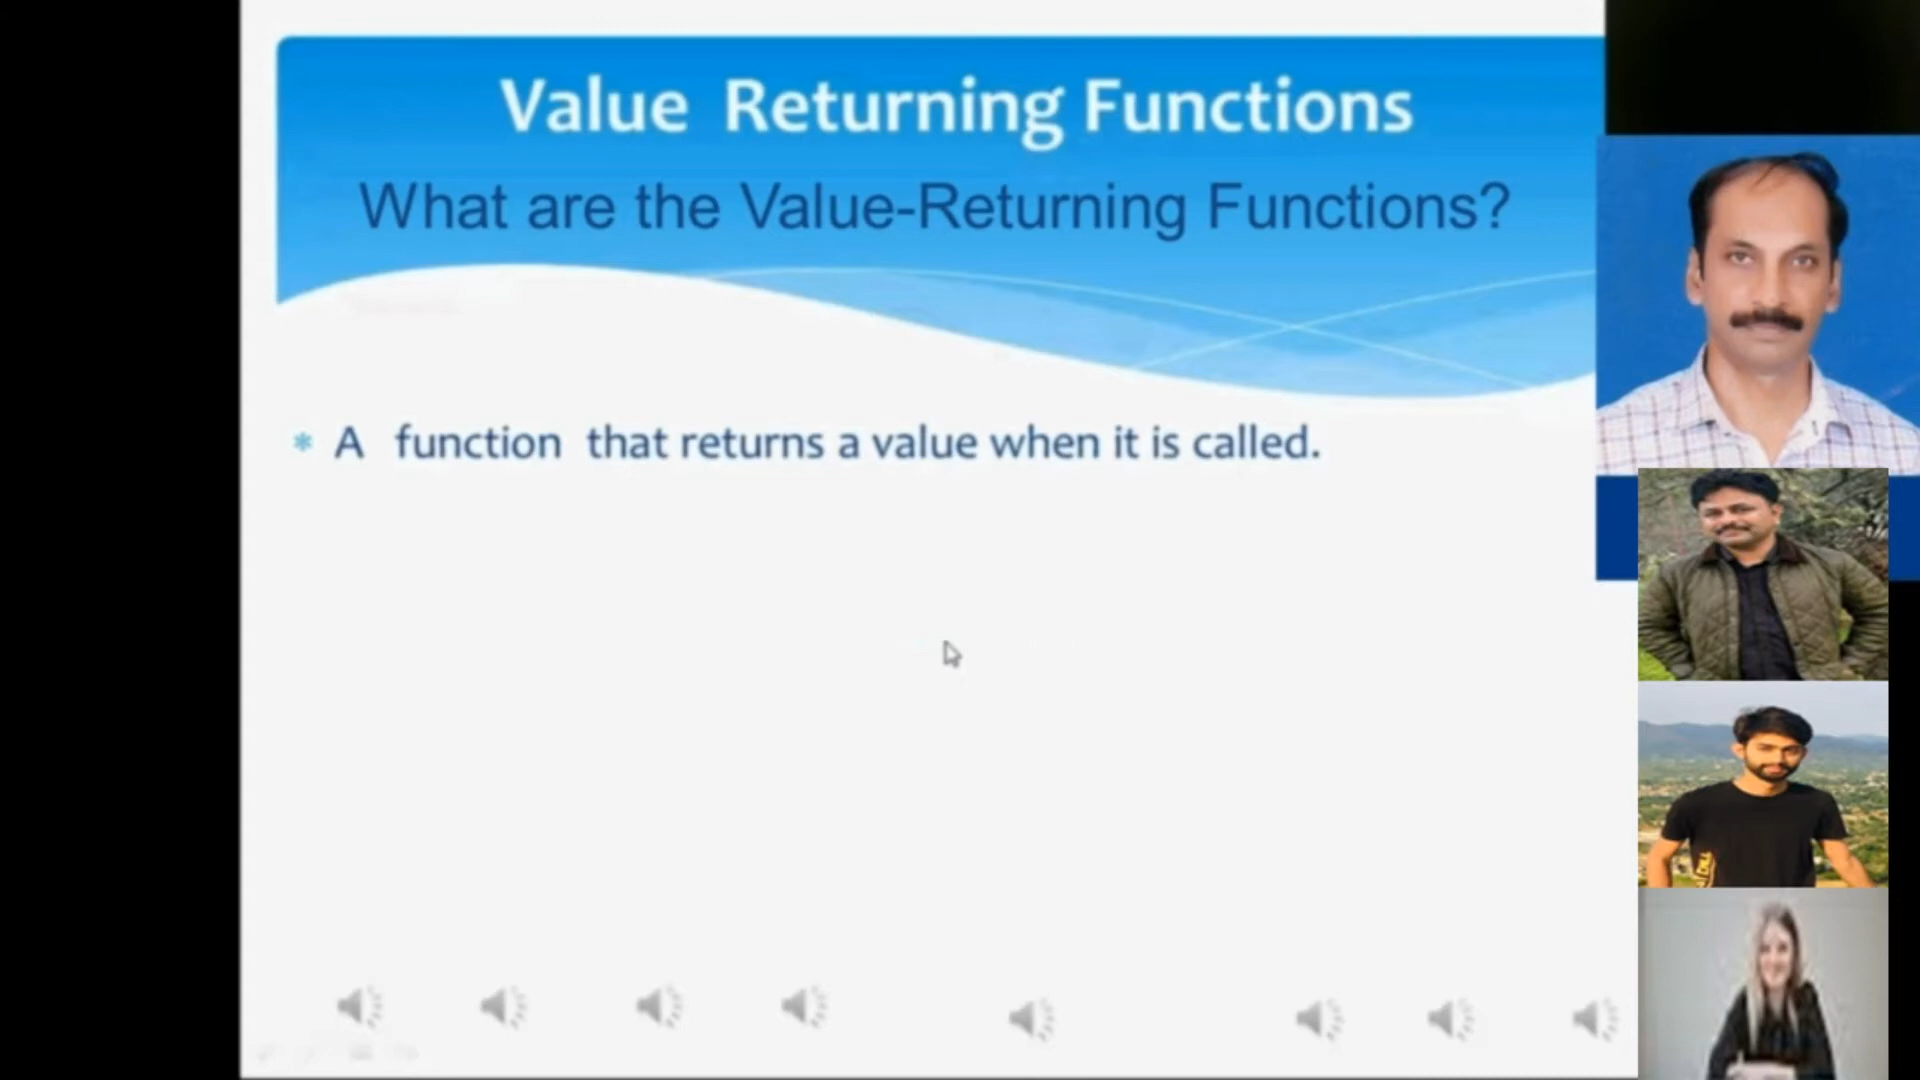 Value Returning Functions
What are the Value-Returning Functions?
* A function that returns a value when it is called.